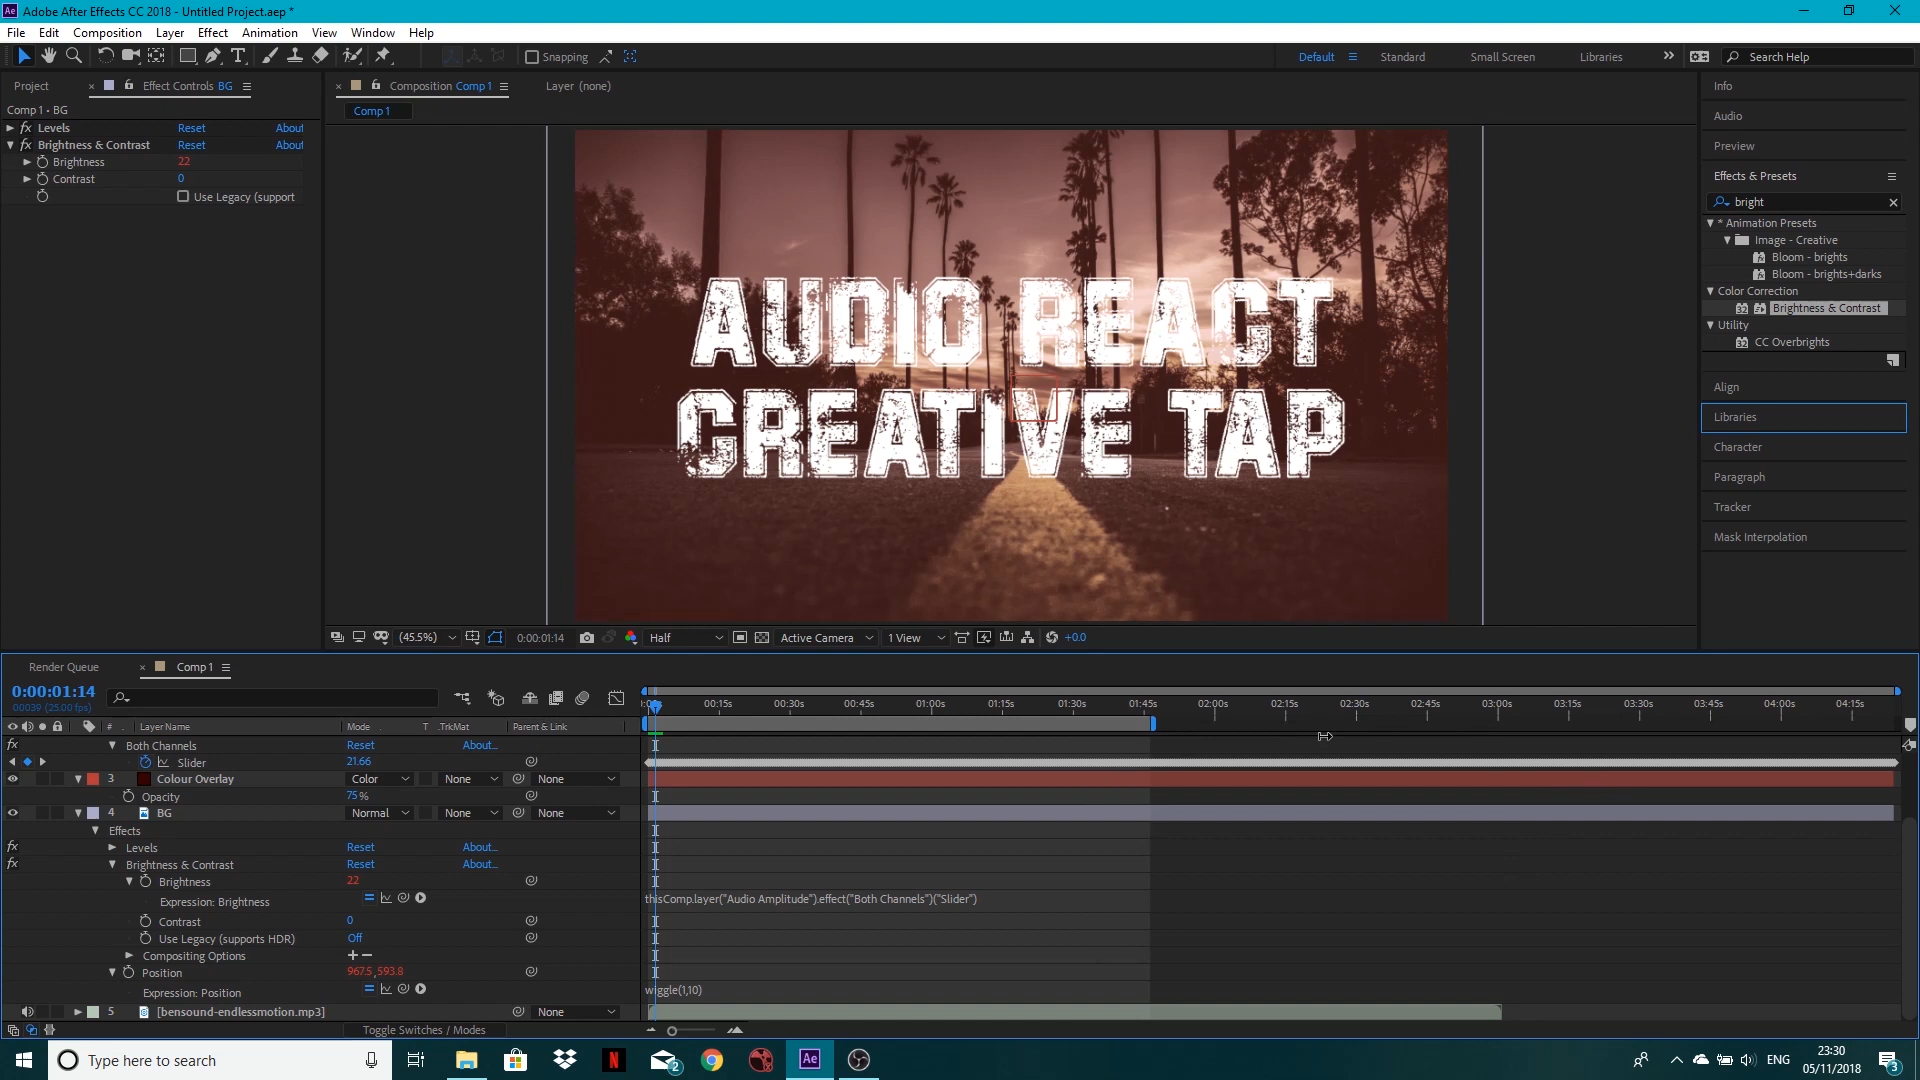 Adobe After Effects CC 2018 - Untitled Project.aep *
File Edit Composition Layer Effect Animation View Window Help
Snapping
Default Standard Small Screen Libraries Search Help
Project Effect Controls BG
Comp 1 • BG
fx Levels Reset About
fx Brightness & Contrast Reset About
Brightness 22
Contrast 0
Use Legacy (support
Composition Comp 1 Layer (none)
Comp 1
AUDIO REACT
CREATIVE TAP
(45.5%) 0:00:01:14 Half Active Camera 1 View +0.0
Info
Audio
Preview
Effects & Presets
bright
* Animation Presets
Image - Creative
Bloom - brights
Bloom - brights+darks
Color Correction
32 Brightness & Contrast
Utility
32 CC Overbrights
Align
Libraries
Character
Paragraph
Tracker
Mask Interpolation
Render Queue Comp 1
0:00:01:14
00039 (25.00 fps)
00:15s 00:30s 00:45s 01:00s 01:15s 01:30s 01:45s 02:00s 02:15s 02:30s 02:45s 03:00s 03:15s 03:30s 03:45s 04:00s 04:15s
# Layer Name Mode T .TrkMat Parent & Link
fx Both Channels Reset About...
Slider 21.66
3 Colour Overlay Color None None
Opacity 75%
4 BG Normal None None
Effects
fx Levels Reset About...
fx Brightness & Contrast Reset About...
Brightness 22
Expression: Brightness thisComp.layer("Audio Amplitude").effect("Both Channels")("Slider")
Contrast 0
Use Legacy (supports HDR) Off
Compositing Options + −
Position 967.5,593.8
Expression: Position wiggle(1,10)
5 [bensound-endlessmotion.mp3] None
Toggle Switches / Modes
Type here to search
2
N
Ae
ENG
23:30
05/11/2018
3